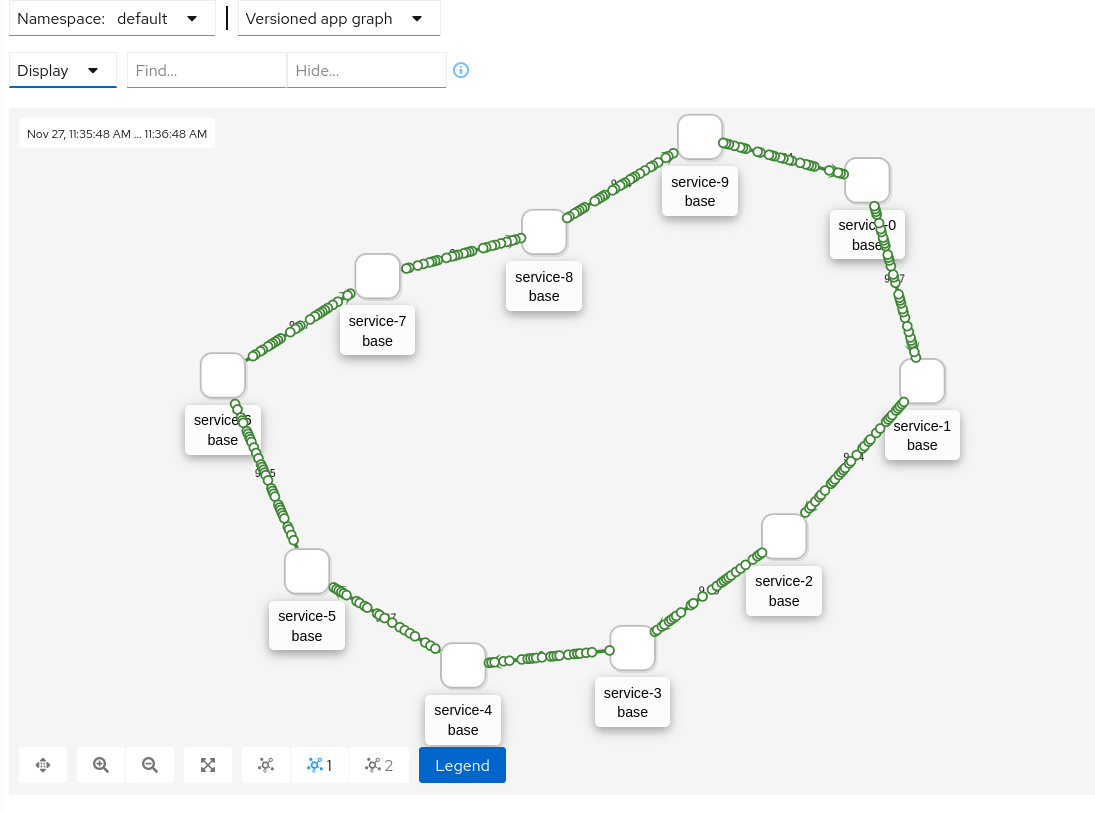 Namespace: default
Versioned app graph
Display
Find...
Hide...
Nov 27, 11:35:48 AM ... 11:36:48 AM
service-9
base
service-0
base
service-8
base
service-7
base
service-6
base
service-1
base
service-2
base
service-5
base
service-3
base
service-4
base
1
2
Legend